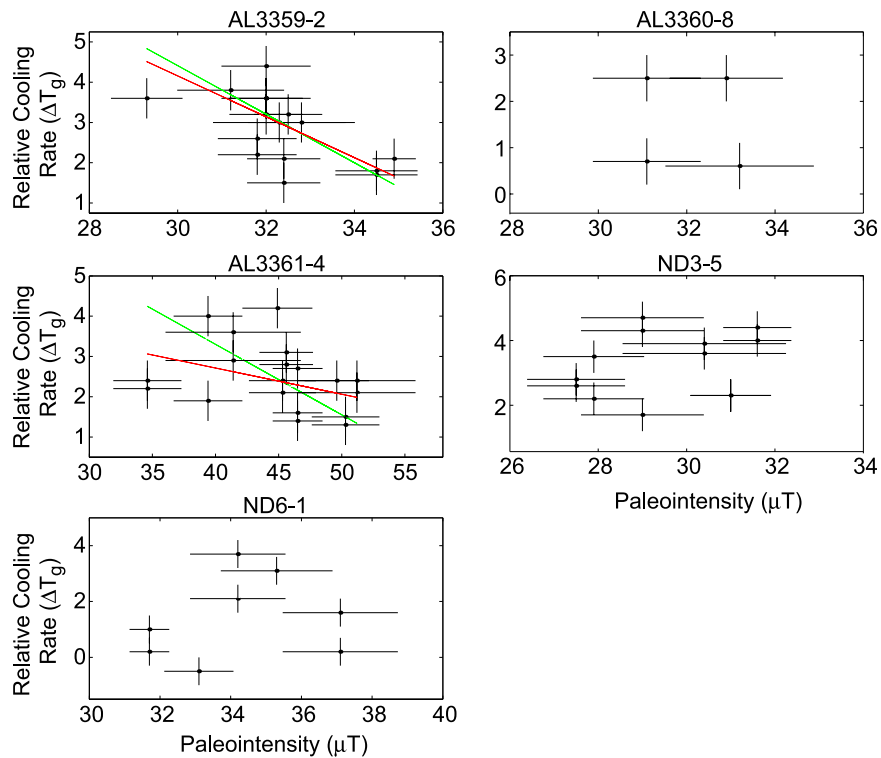 AL3359-2
AL3360-8
Relative Cooling
Rate (ΔTg)
5
4
3
2
1
28 30 32 34 36
3
2
1
0
28 30 32 34 36
AL3361-4
ND3-5
Relative Cooling
Rate (ΔTg)
5
4
3
2
1
30 35 40 45 50 55
6
4
2
26 28 30 32 34
Paleointensity (μT)
ND6-1
Relative Cooling
Rate (ΔTg)
4
2
0
30 32 34 36 38 40
Paleointensity (μT)